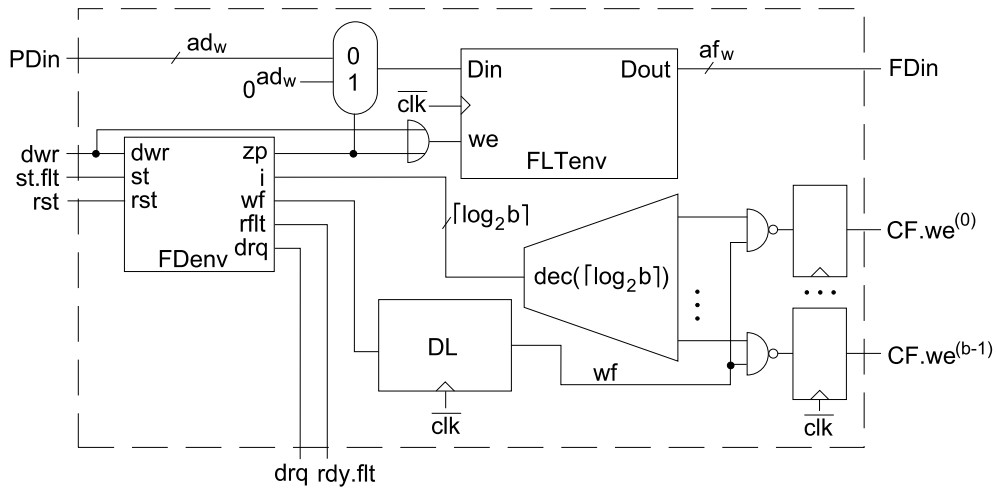 PDin
ad_w
0
1
0^ad_w
Din
Dout
af_w
FDin
clk
we
FLTenv
dwr
st.flt
rst
dwr
st
rst
zp
i
wf
rflt
drq
FDenv
⌈log₂b⌉
dec(⌈log₂b⌉)
CF.we^(0)
DL
wf
CF.we^(b-1)
clk
clk
drq rdy.flt